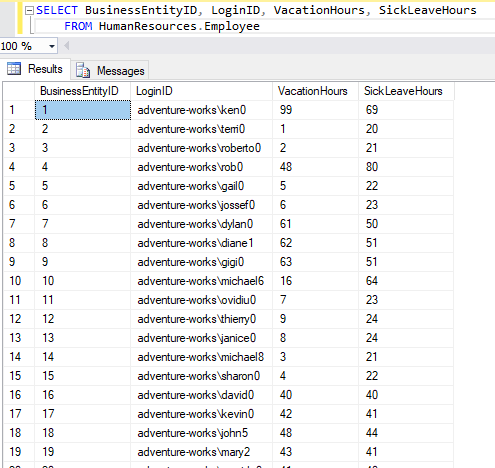 SELECT BusinessEntityID, LoginID, VacationHours, SickLeaveHours
FROM HumanResources.Employee
100 %
Results Messages
BusinessEntityID LoginID VacationHours SickLeaveHours
1 1 adventure-works\ken0 99 69
2 2 adventure-works\terri0 1 20
3 3 adventure-works\roberto0 2 21
4 4 adventure-works\rob0 48 80
5 5 adventure-works\gail0 5 22
6 6 adventure-works\jossef0 6 23
7 7 adventure-works\dylan0 61 50
8 8 adventure-works\diane1 62 51
9 9 adventure-works\gigi0 63 51
10 10 adventure-works\michael6 16 64
11 11 adventure-works\ovidiu0 7 23
12 12 adventure-works\thierry0 9 24
13 13 adventure-works\janice0 8 24
14 14 adventure-works\michael8 3 21
15 15 adventure-works\sharon0 4 22
16 16 adventure-works\david0 40 40
17 17 adventure-works\kevin0 42 41
18 18 adventure-works\john5 48 44
19 19 adventure-works\mary2 43 41